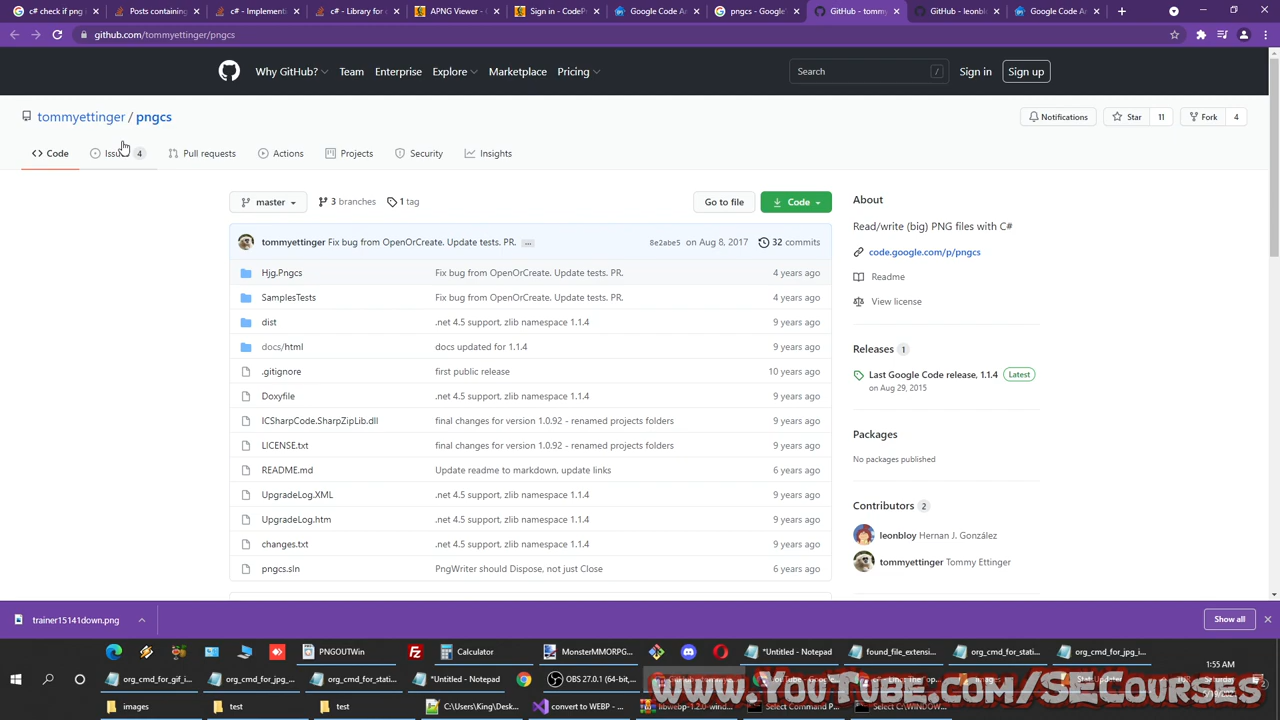 c# check if png
Posts containing
c# - Implement
c# - Library for
APNG Viewer - C
Sign in - CodeP
Google Code Ar
pngcs - Google
GitHub - tommy
GitHub - leonbl
Google Code Ar
github.com/tommyettinger/pngcs
Why GitHub?
Team
Enterprise
Explore
Marketplace
Pricing
Search
/
Sign in
Sign up
tommyettinger / pngcs
Notifications
Star
11
Fork
4
Code
Issu
4
Pull requests
Actions
Projects
Security
Insights
master
3 branches
1 tag
Go to file
Code
tommyettinger Fix bug from OpenOrCreate. Update tests. PR. ...
8e2abe5 on Aug 8, 2017
32 commits
Hjg.Pngcs Fix bug from OpenOrCreate. Update tests. PR. 4 years ago
SamplesTests Fix bug from OpenOrCreate. Update tests. PR. 4 years ago
dist .net 4.5 support, zlib namespace 1.1.4 9 years ago
docs/html docs updated for 1.1.4 9 years ago
.gitignore first public release 10 years ago
Doxyfile .net 4.5 support, zlib namespace 1.1.4 9 years ago
ICSharpCode.SharpZipLib.dll final changes for version 1.0.92 - renamed projects folders 9 years ago
LICENSE.txt final changes for version 1.0.92 - renamed projects folders 9 years ago
README.md Update readme to markdown, update links 6 years ago
UpgradeLog.XML .net 4.5 support, zlib namespace 1.1.4 9 years ago
UpgradeLog.htm .net 4.5 support, zlib namespace 1.1.4 9 years ago
changes.txt .net 4.5 support, zlib namespace 1.1.4 9 years ago
pngcs.sln PngWriter should Dispose, not just Close 6 years ago
About
Read/write (big) PNG files with C#
code.google.com/p/pngcs
Readme
View license
Releases 1
Last Google Code release, 1.1.4 Latest
on Aug 29, 2015
Packages
No packages published
Contributors 2
leonbloy Hernan J. González
tommyettinger Tommy Ettinger
trainer15141down.png
Show all
PNGOUTWin
Calculator
MonsterMMORPG...
*Untitled - Notepad
found_file_extensi...
org_cmd_for_stati...
org_cmd_for_jpg_i...
1:55 AM
org_cmd_for_gif_i...
org_cmd_for_jpg_...
org_cmd_for_stati...
*Untitled - Notepad
OBS 27.0.1 (64-bit,...
www.YouTube.com/SECourses
images
test
test
C:\Users\King\Des...
convert to WEBP - ...
libwebp-1.2.0-wind...
Select Command P...
Select C:\WINDOW...